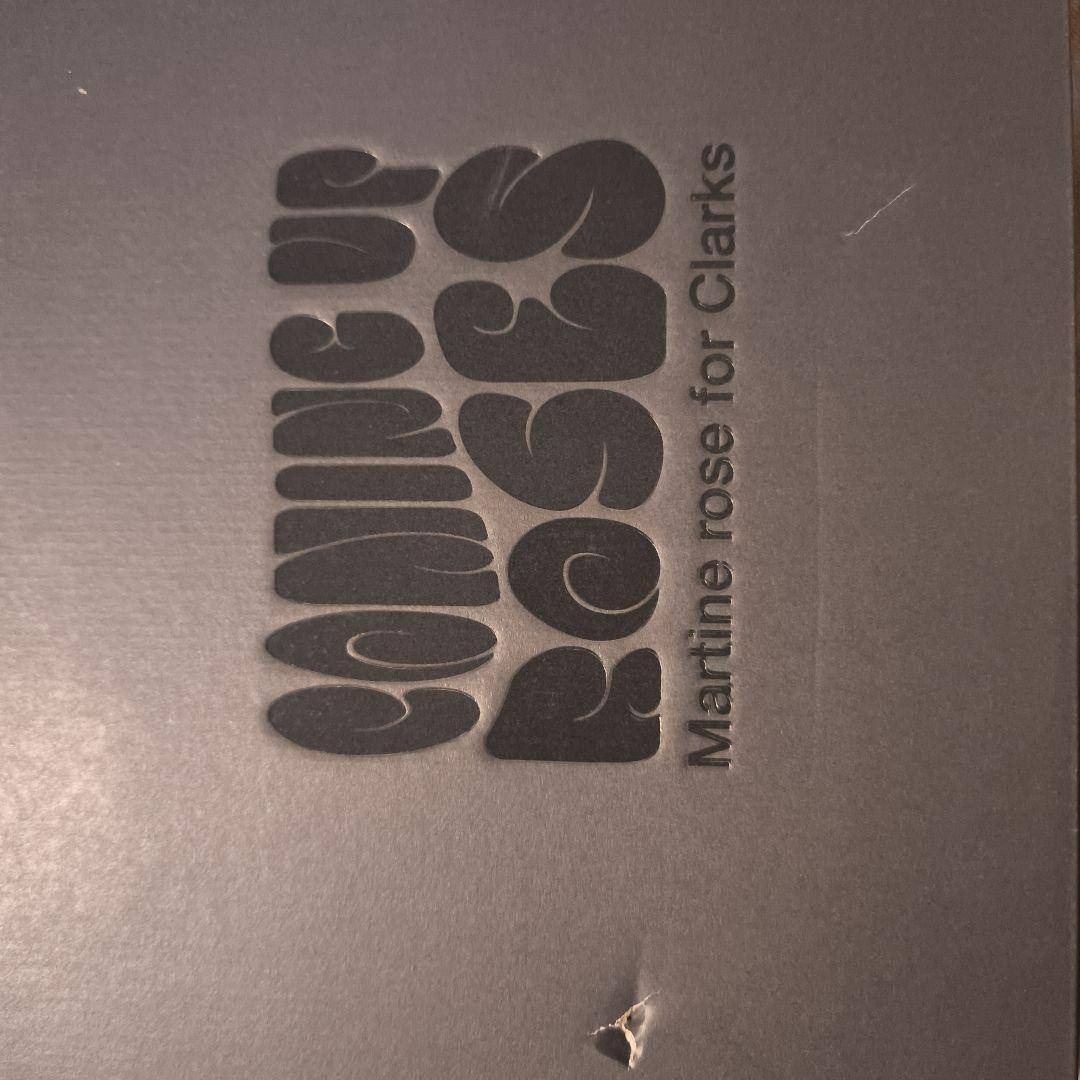 COMING UP
ROSES
Martine rose for Clarks